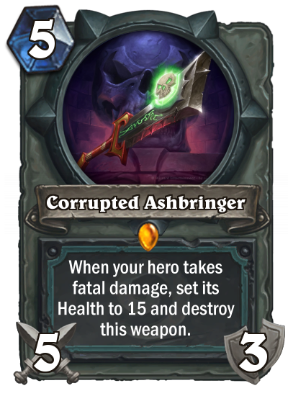 5
Corrupted Ashbringer
When your hero takes
fatal damage, set its
Health to 15 and destroy
this weapon.
5
3